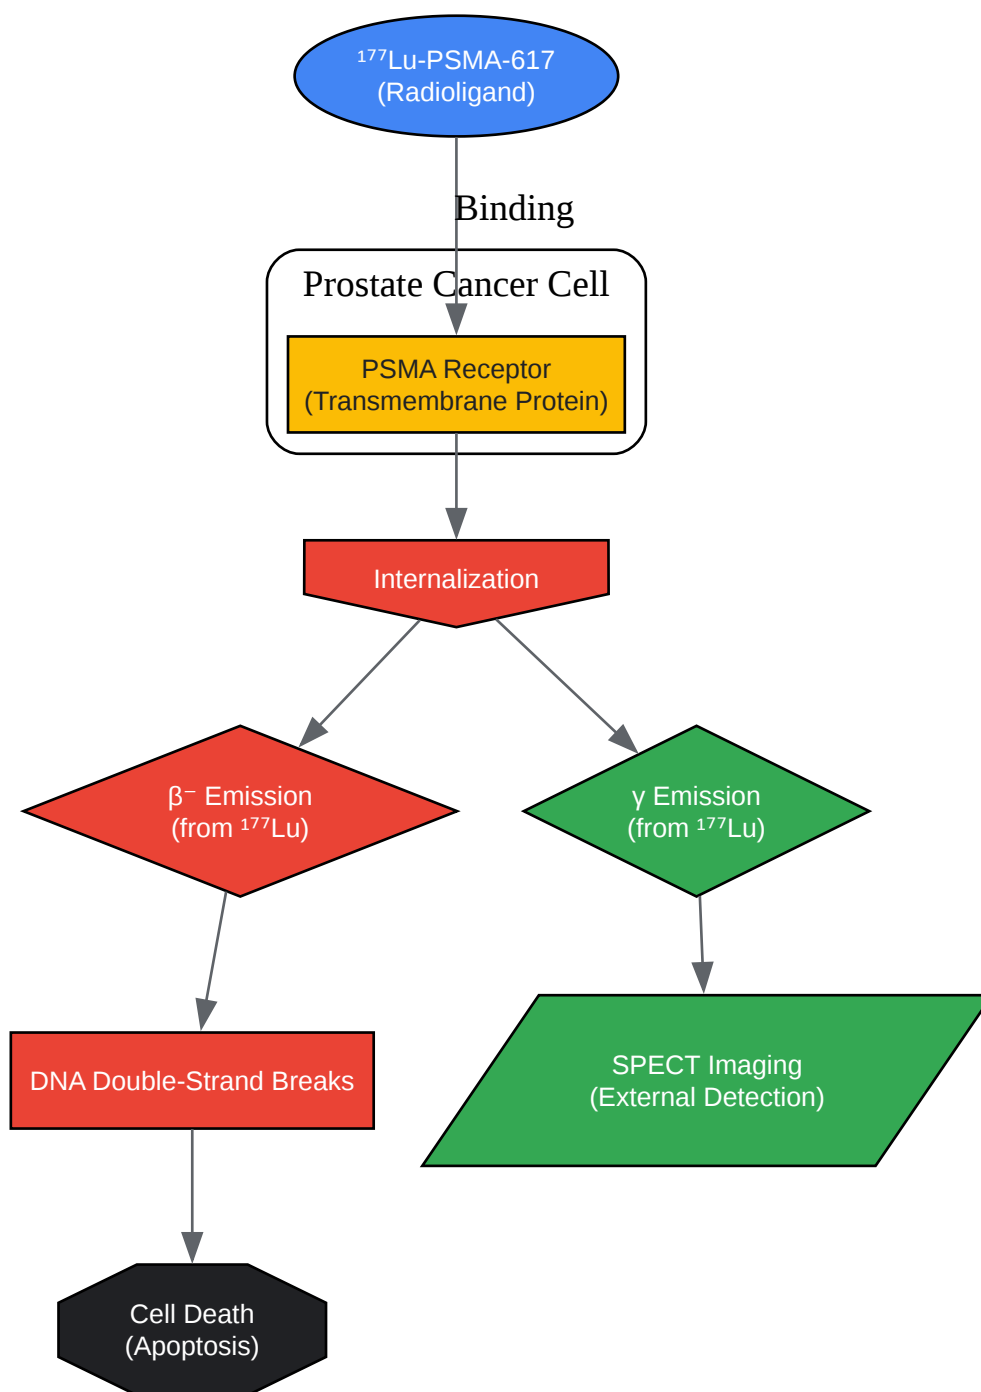 ¹⁷⁷Lu-PSMA-617
(Radioligand)
Binding
Prostate Cancer Cell
PSMA Receptor
(Transmembrane Protein)
Internalization
β⁻ Emission
(from ¹⁷⁷Lu)
γ Emission
(from ¹⁷⁷Lu)
DNA Double-Strand Breaks
SPECT Imaging
(External Detection)
Cell Death
(Apoptosis)